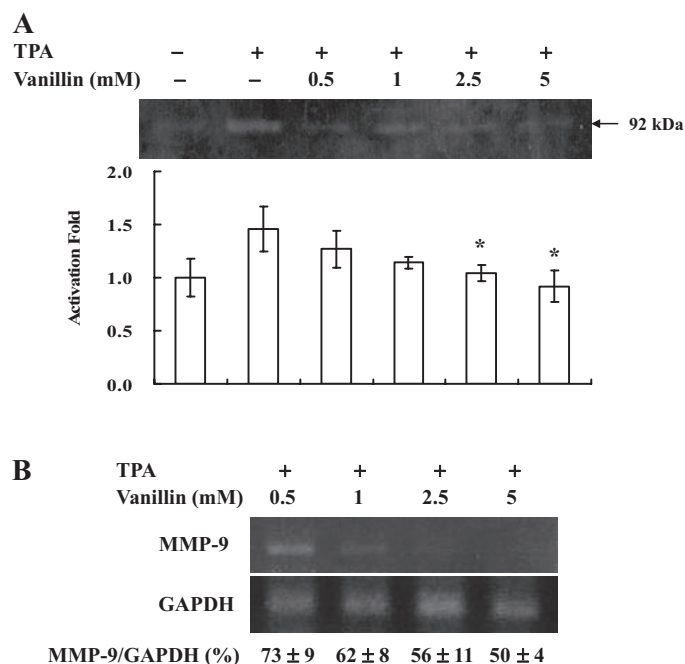 A
TPA − + + + + +
Vanillin (mM) − − 0.5 1 2.5 5
92 kDa
2.0
1.5
1.0
0.5
0.0
Activation Fold
* *
B
TPA + + + +
Vanillin (mM) 0.5 1 2.5 5
MMP-9
GAPDH
MMP-9/GAPDH (%) 73 ± 9 62 ± 8 56 ± 11 50 ± 4